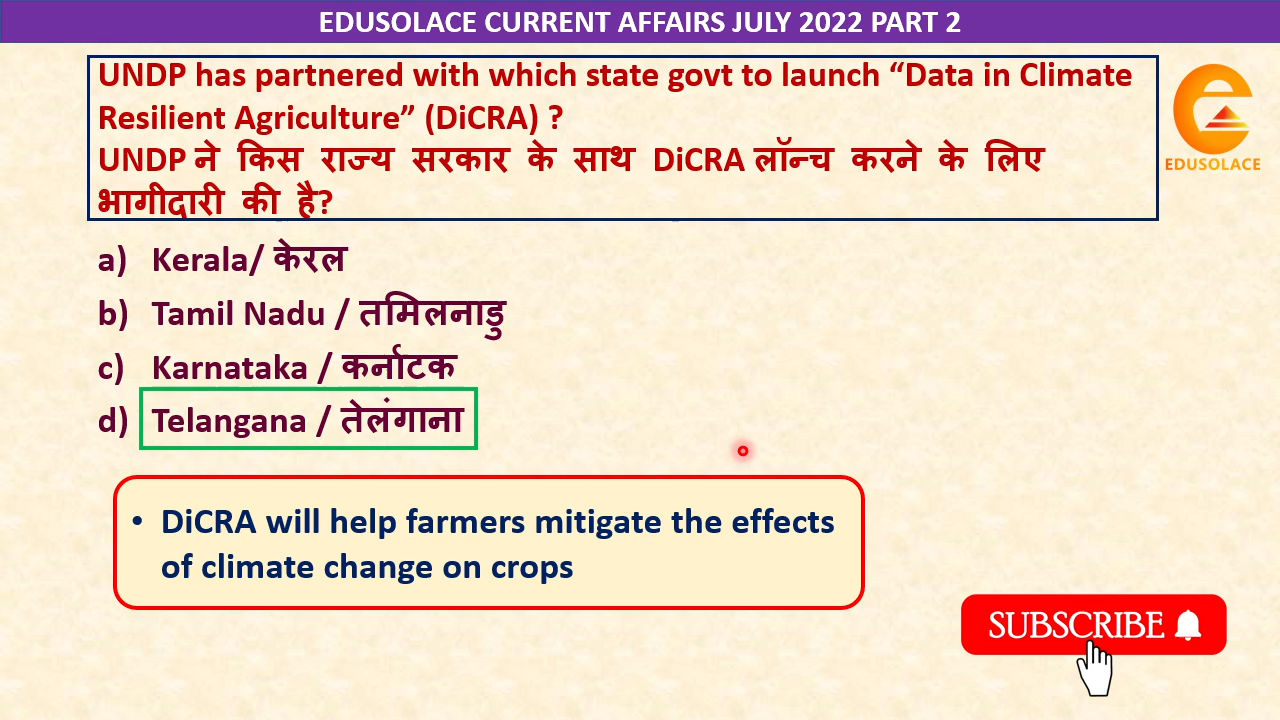 EDUSOLACE CURRENT AFFAIRS JULY 2022 PART 2
UNDP has partnered with which state govt to launch “Data in Climate
Resilient Agriculture” (DiCRA) ?
UNDP ने किस राज्य सरकार के साथ DiCRA लॉन्च करने के लिए
भागीदारी की है?
EDUSOLACE
a) Kerala/ केरल
b) Tamil Nadu / तमिलनाडु
c) Karnataka / कर्नाटक
d) Telangana / तेलंगाना
• DiCRA will help farmers mitigate the effects
of climate change on crops
SUBSCRIBE